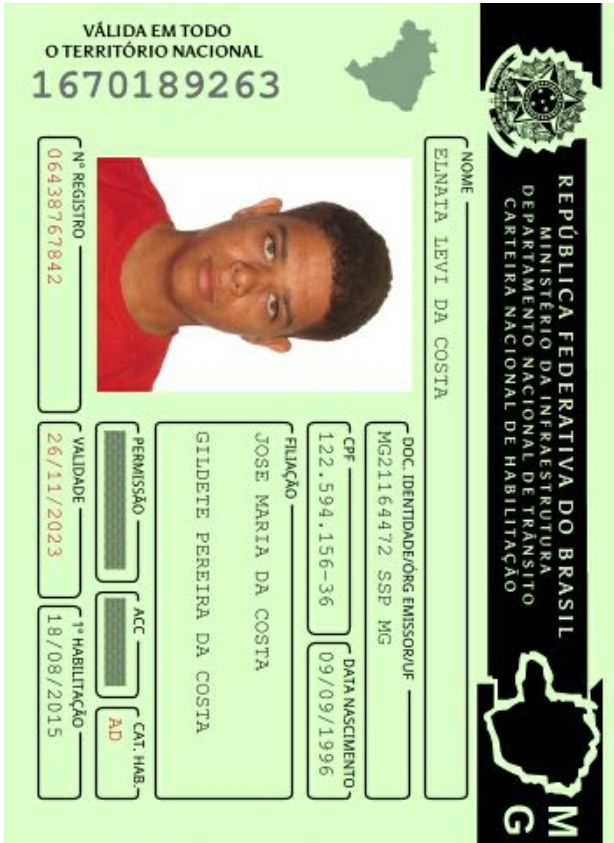 REPÚBLICA FEDERATIVA DO BRASIL
MINISTÉRIO DA INFRAESTRUTURA
DEPARTAMENTO NACIONAL DE TRÂNSITO
CARTEIRA NACIONAL DE HABILITAÇÃO
MG
NOME
ELNATA LEVI DA COSTA
DOC. IDENTIDADE/ÓRG EMISSOR/UF
MG21164472 SSP MG
CPF
122.594.156-36
DATA NASCIMENTO
09/09/1996
FILIAÇÃO
JOSE MARIA DA COSTA
GILDETE PEREIRA DA COSTA
PERMISSÃO
ACC
CAT. HAB.
AD
Nº REGISTRO
06438767842
VALIDADE
26/11/2023
1ª HABILITAÇÃO
18/08/2015
VÁLIDA EM TODO
O TERRITÓRIO NACIONAL
1670189263